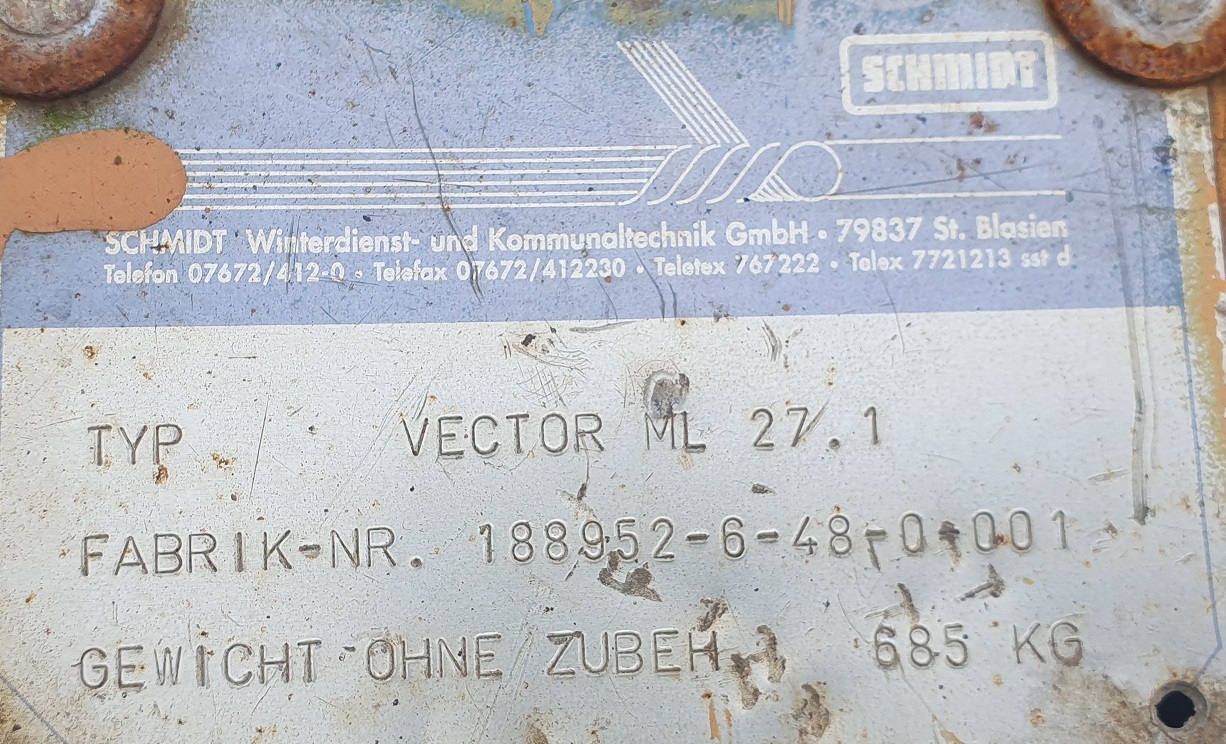 SCHMIDT
SCHMIDT Winterdienst- und Kommunaltechnik GmbH • 79837 St. Blasien
Telefon 07672/412-0 • Telefax 07672/412230 • Teletex 767222 • Telex 7721213 sst d
TYP VECTOR ML 27.1
FABRIK-NR. 188952-6-48-0-001
GEWICHT OHNE ZUBEH. 685 KG